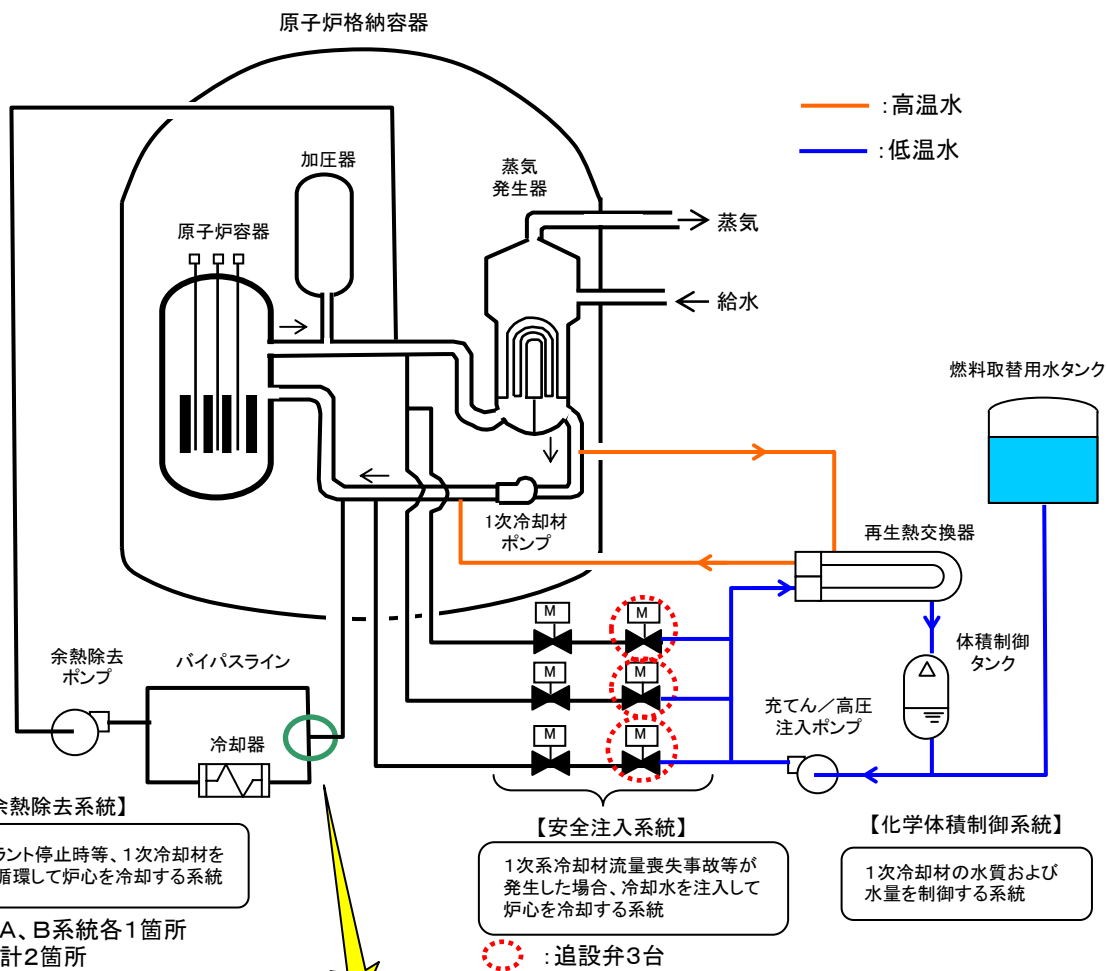 原子炉格納容器
:高温水
:低温水
加圧器
蒸気
発生器
蒸気
原子炉容器
給水
燃料取替用水タンク
1次冷却材
ポンプ
再生熱交換器
M
M
M
M
M
M
体積制御
タンク
余熱除去
ポンプ
バイパスライン
冷却器
充てん/高圧
注入ポンプ
余熱除去系統】
ラント停止時等、1次冷却材を
循環して炉心を冷却する系統
A、B系統各1箇所
計2箇所
【安全注入系統】
1次系冷却材流量喪失事故等が
発生した場合、冷却水を注入して
炉心を冷却する系統
:追設弁3台
【化学体積制御系統】
1次冷却材の水質および
水量を制御する系統